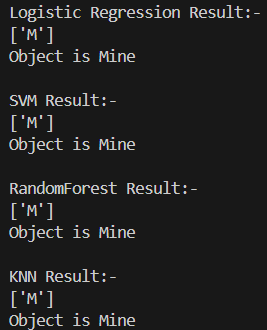 Logistic Regression Result:-
['M']
Object is Mine
SVM Result:-
['M']
Object is Mine
RandomForest Result:-
['M']
Object is Mine
KNN Result:-
['M']
Object is Mine